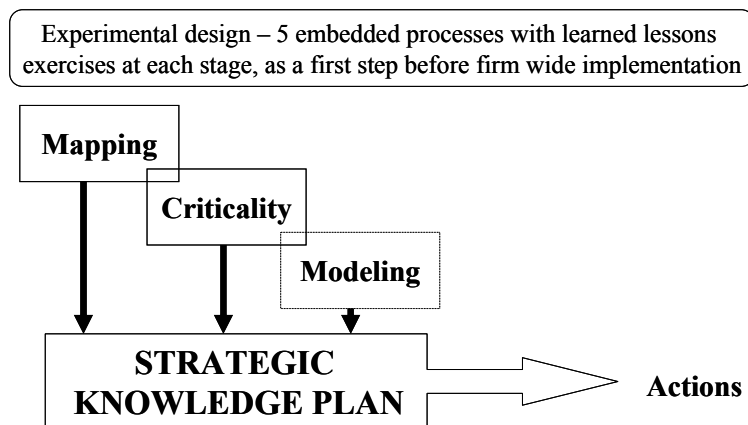 Experimental design – 5 embedded processes with learned lessons
exercises at each stage, as a first step before firm wide implementation
Mapping
Criticality
Modeling
STRATEGIC
KNOWLEDGE PLAN
Actions